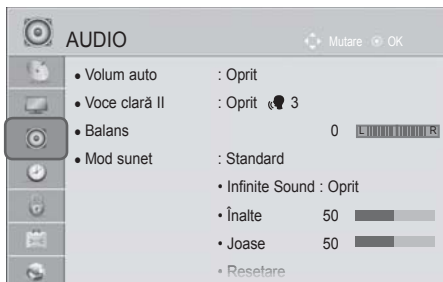 AUDIO Mutare OK
• Volum auto : Oprit
• Voce clară II : Oprit 3
• Balans 0 L R
• Mod sunet : Standard
• Infinite Sound : Oprit
• Înalte 50
• Joase 50
• Resetare